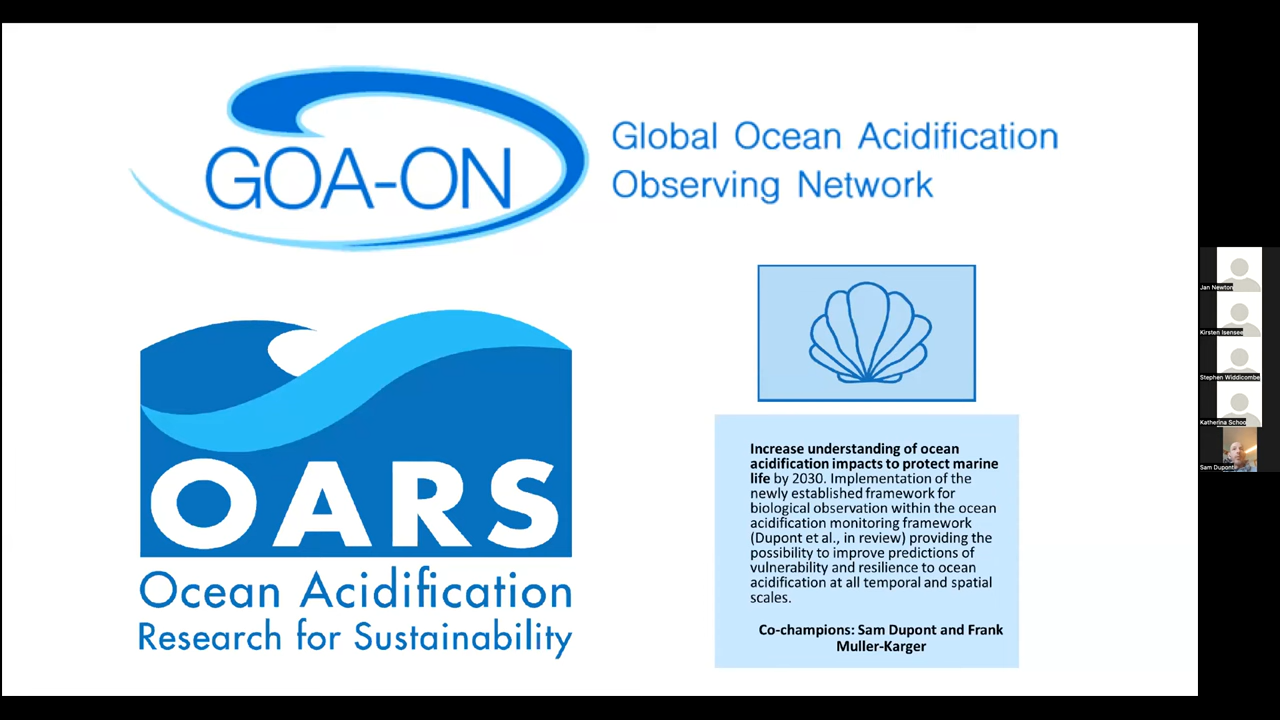 GOA-ON
Global Ocean Acidification
Observing Network
OARS
Ocean Acidification
Research for Sustainability
Increase understanding of ocean
acidification impacts to protect marine
life by 2030. Implementation of the
newly established framework for
biological observation within the ocean
acidification monitoring framework
(Dupont et al., in review) providing the
possibility to improve predictions of
vulnerability and resilience to ocean
acidification at all temporal and spatial
scales.
Co-champions: Sam Dupont and Frank
Muller-Karger
Jan Newton
Kirsten Isensee
Stephen Widdicombe
Katherina Schoo
Sam Dupont